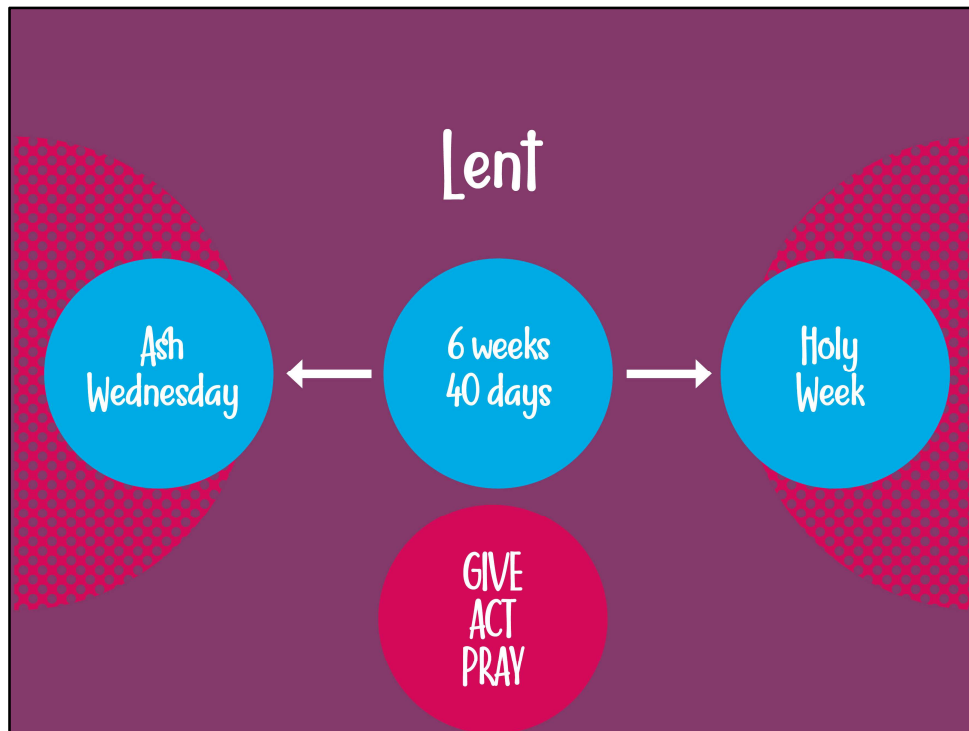 Lent
Ash
Wednesday
6 weeks
40 days
Holy
Week
GIVE
ACT
PRAY